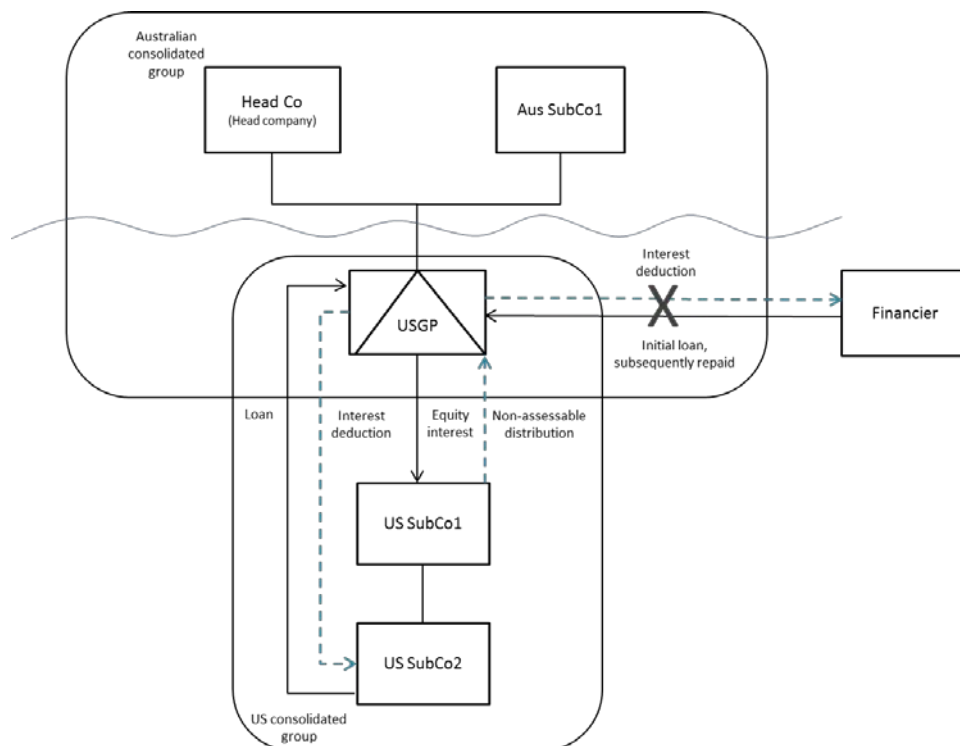 Australian
consolidated
group
Head Co
(Head company)
Aus SubCo1
Interest
deduction
USGP
Financier
X
Initial loan,
subsequently repaid
Loan
Interest
deduction
Equity
interest
Non-assessable
distribution
US SubCo1
US SubCo2
US consolidated
group